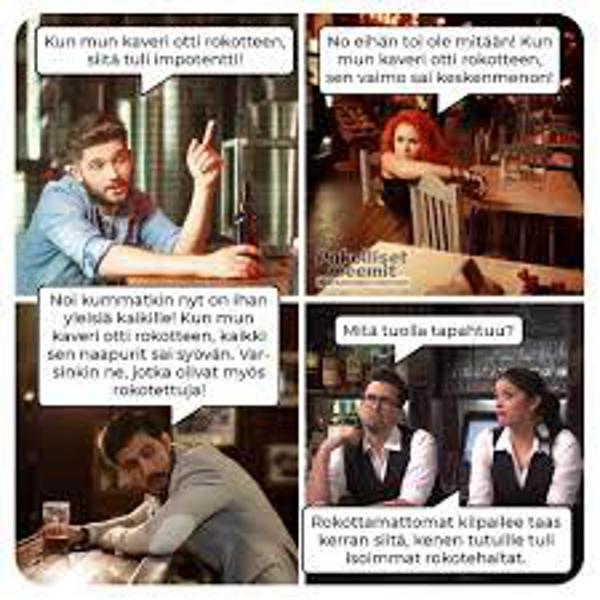 Kun mun kaveri otti rokotteen,
siitä tuli impotentti!
No eihän toi ole mitään! Kun
mun kaveri otti rokotteen,
sen vaimo sai keskenmenon!
Pakolliset
meemit
Noi kummatkin nyt on ihan
yleisiä kaikille! Kun mun
kaveri otti rokotteen, kaikki
sen naapurit sai syövän. Var-
sinkin ne, jotka olivat myös
rokotettuja!
Mitä tuolla tapahtuu?
Rokottamattomat kilpailee taas
kerran siitä, kenen tutuille tuli
isoimmat rokotehaitat.